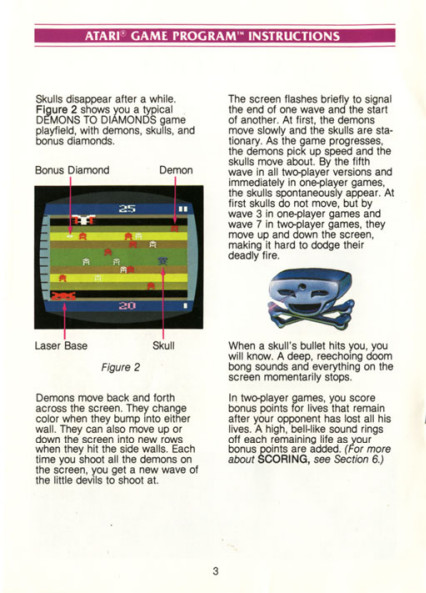 ATARI® GAME PROGRAM™ INSTRUCTIONS
Skulls disappear after a while.
Figure 2 shows you a typical
DEMONS TO DIAMONDS game
playfield, with demons, skulls, and
bonus diamonds.
Bonus Diamond
Demon
25
20
Laser Base
Skull
Figure 2
Demons move back and forth
across the screen. They change
color when they bump into either
wall. They can also move up or
down the screen into new rows
when they hit the side walls. Each
time you shoot all the demons on
the screen, you get a new wave of
the little devils to shoot at.
The screen flashes briefly to signal
the end of one wave and the start
of another. At first, the demons
move slowly and the skulls are sta-
tionary. As the game progresses,
the demons pick up speed and the
skulls move about. By the fifth
wave in all two-player versions and
immediately in one-player games,
the skulls spontaneously appear. At
first skulls do not move, but by
wave 3 in one-player games and
wave 7 in two-player games, they
move up and down the screen,
making it hard to dodge their
deadly fire.
When a skull's bullet hits you, you
will know. A deep, reechoing doom
bong sounds and everything on the
screen momentarily stops.
In two-player games, you score
bonus points for lives that remain
after your opponent has lost all his
lives. A high, bell-like sound rings
off each remaining life as your
bonus points are added. (For more
about SCORING, see Section 6.)
3